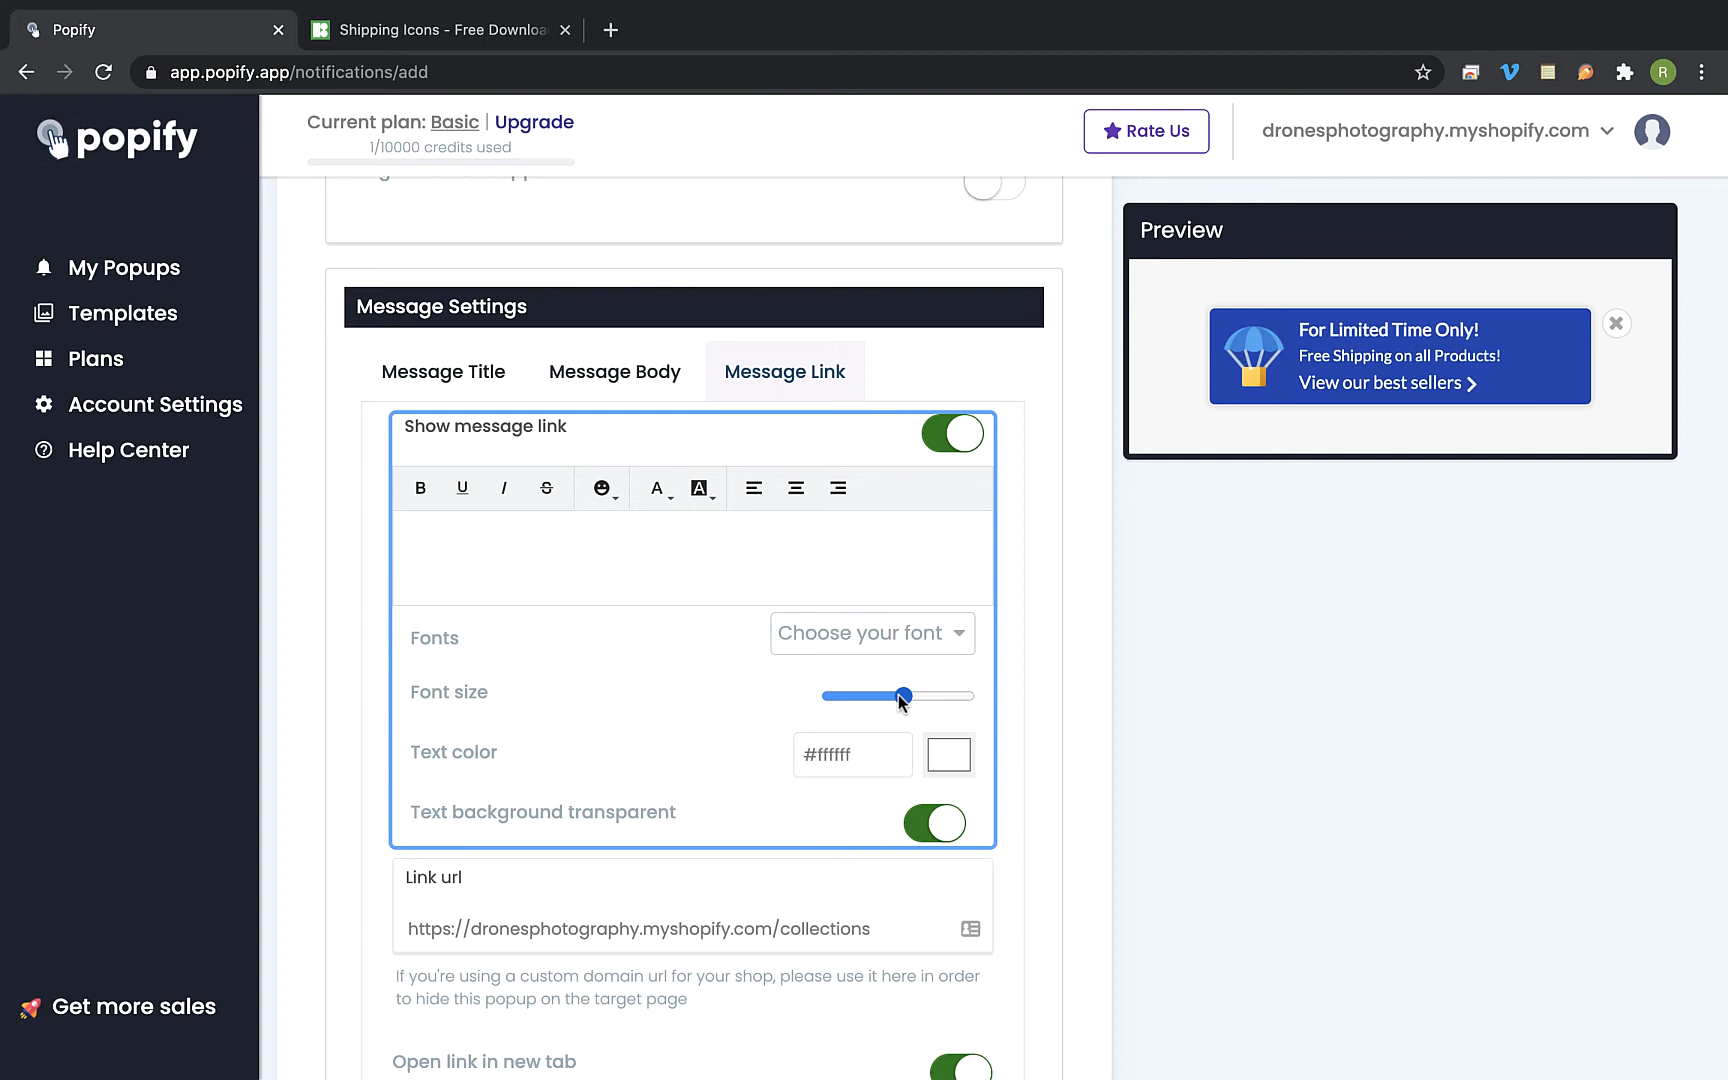 Popify
Shipping Icons - Free Downloa
app.popify.app/notifications/add
R
popify
Current plan: Basic | Upgrade
1/10000 credits used
Rate Us
dronesphotography.myshopify.com
My Popups
Templates
Plans
Account Settings
Help Center
Get more sales
Message Settings
Message Title
Message Body
Message Link
Show message link
B U I S A A
Fonts
Choose your font
Font size
Text color
#ffffff
Text background transparent
Link url
https://dronesphotography.myshopify.com/collections
If you're using a custom domain url for your shop, please use it here in order
to hide this popup on the target page
Open link in new tab
Preview
For Limited Time Only!
Free Shipping on all Products!
View our best sellers